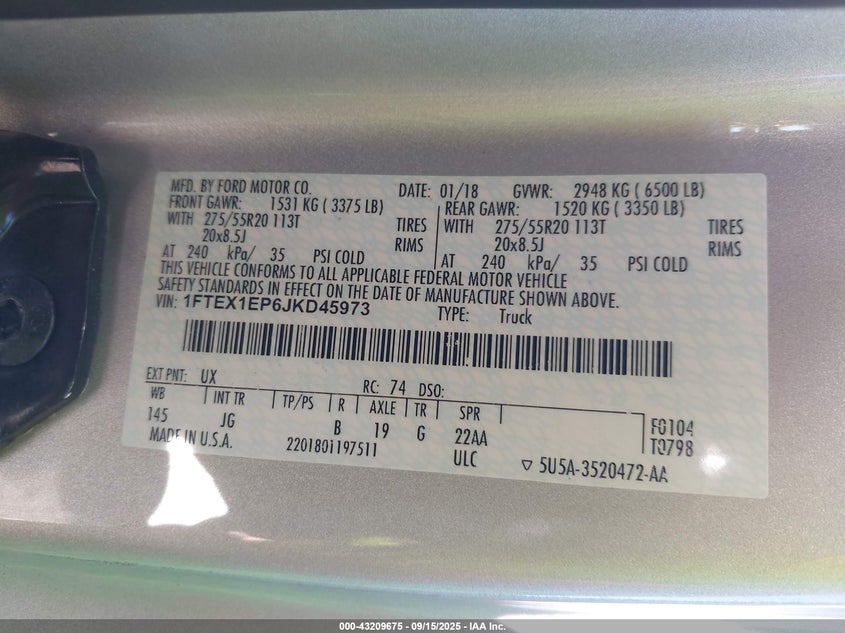 MFD. BY FORD MOTOR CO. DATE: 01/18 GVWR: 2948 KG ( 6500 LB)
FRONT GAWR: 1531 KG ( 3375 LB) REAR GAWR: 1520 KG ( 3350 LB)
WITH 275/55R20 113T TIRES WITH 275/55R20 113T TIRES
20x8.5J RIMS 20x8.5J RIMS
AT 240 kPa/ 35 PSI COLD AT 240 kPa/ 35 PSI COLD
THIS VEHICLE CONFORMS TO ALL APPLICABLE FEDERAL MOTOR VEHICLE
SAFETY STANDARDS IN EFFECT ON THE DATE OF MANUFACTURE SHOWN ABOVE.
VIN: 1FTEX1EP6JKD45973 TYPE: Truck
EXT PNT: UX RC: 74 DSO:
WB INT TR TP/PS R AXLE TR SPR
145 JG B 19 G 22AA F0104
MADE IN U.S.A. 2201801197511 ULC T0798
▽ 5U5A-3520472-AA
000-43209675 - 09/15/2025 - IAA Inc.